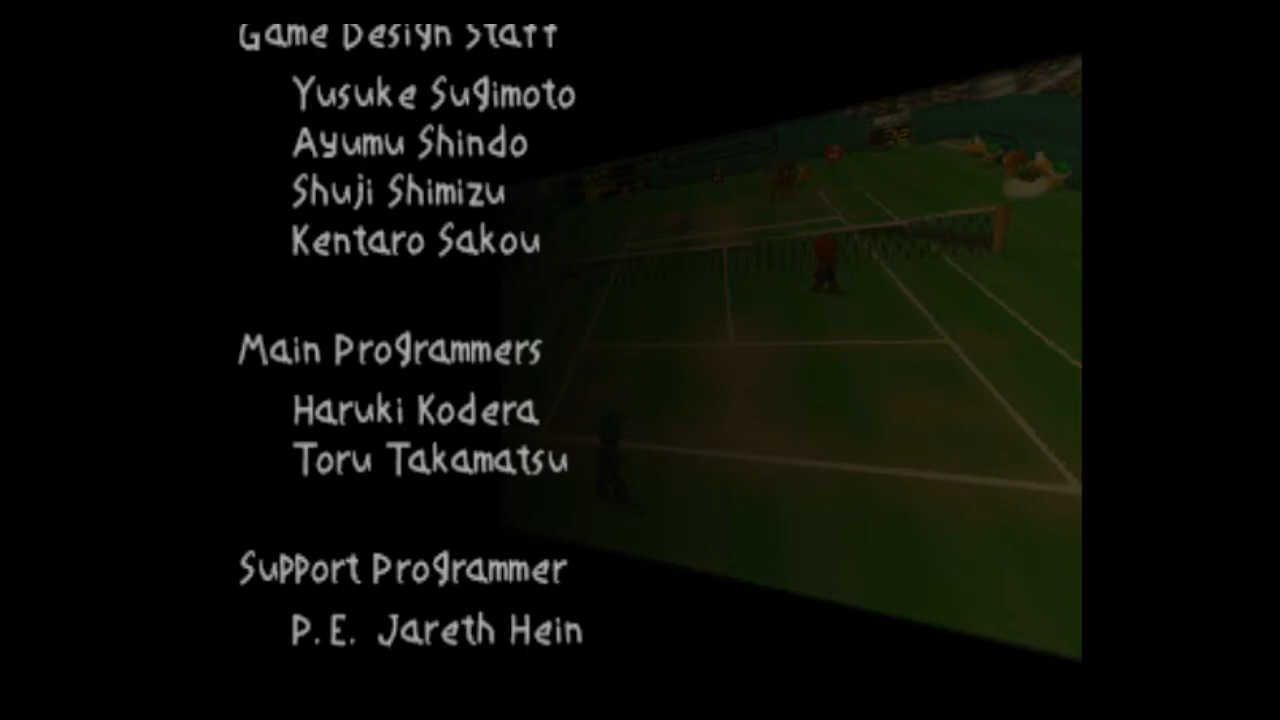 Game Design Staff
Yusuke Sugimoto
Ayumu Shindo
Shuji Shimizu
Kentaro Sakou
Main Programmers
Haruki Kodera
Toru Takamatsu
Support Programmer
P.E. Jareth Hein